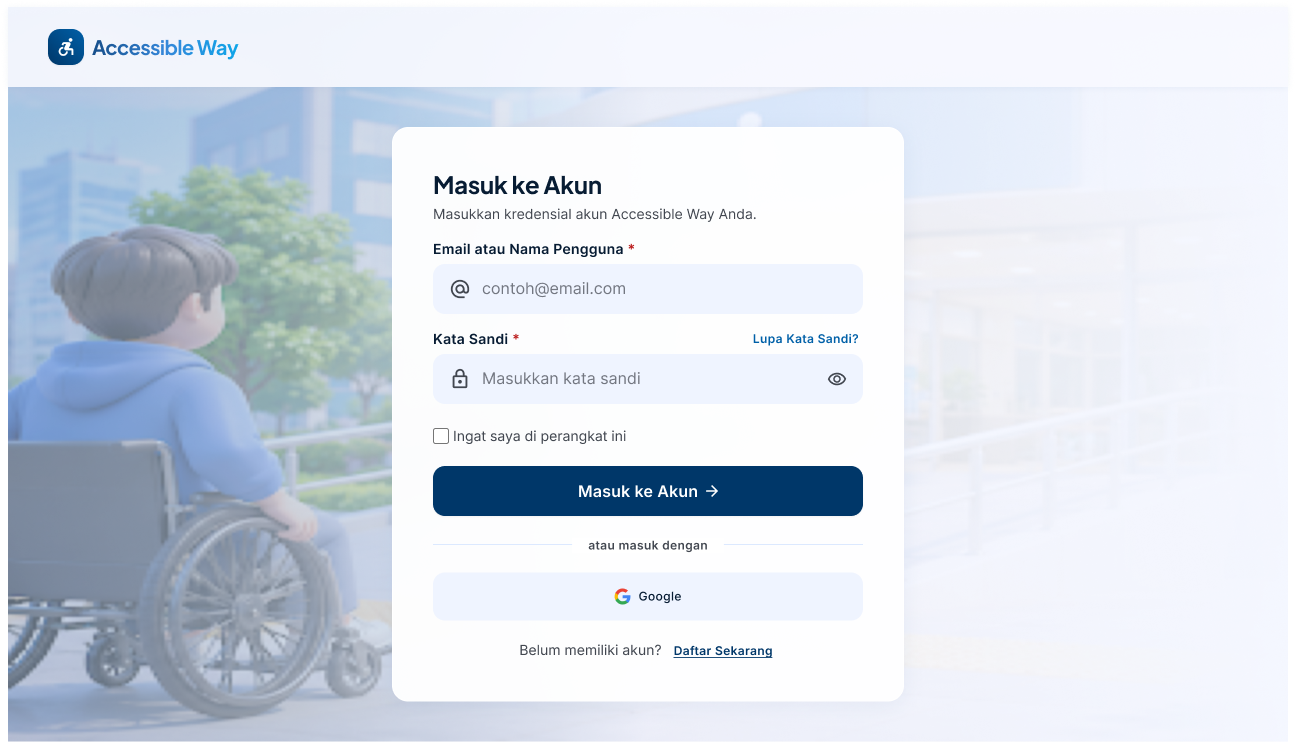 Accessible Way
Masuk ke Akun
Masukkan kredensial akun Accessible Way Anda.
Email atau Nama Pengguna *
contoh@email.com
Kata Sandi * Lupa Kata Sandi?
Masukkan kata sandi
Ingat saya di perangkat ini
Masuk ke Akun →
atau masuk dengan
Google
Belum memiliki akun? Daftar Sekarang